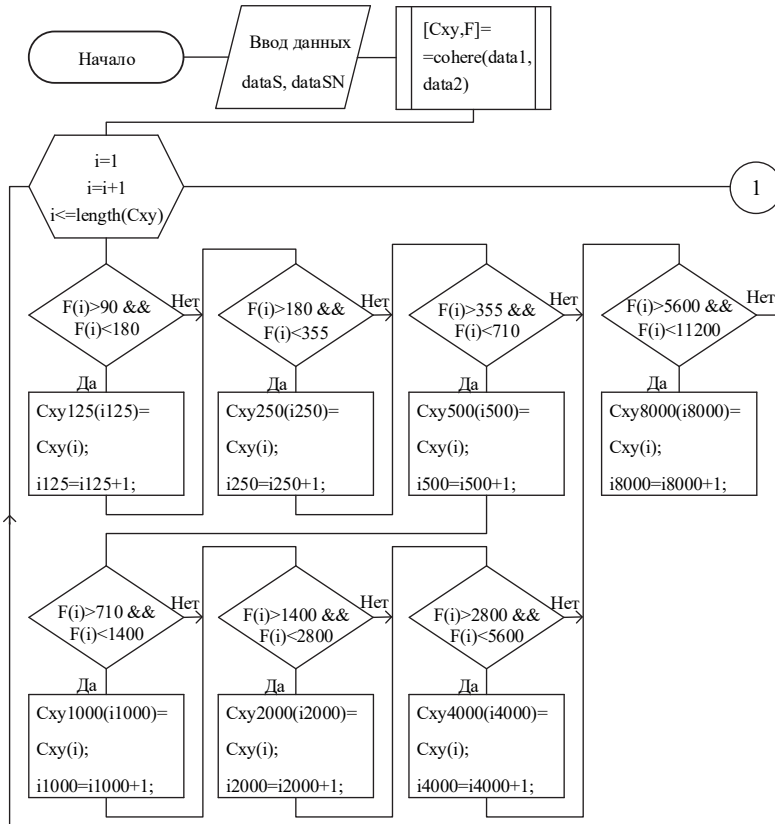 Начало
Ввод данных
dataS, dataSN
[Cxy,F]=
=cohere(data1,
data2)
i=1
i=i+1
i<=length(Cxy)
1
F(i)>90 &&
F(i)<180
Нет
Да
Cxy125(i125)=
Cxy(i);
i125=i125+1;
F(i)>180 &&
F(i)<355
Нет
Да
Cxy250(i250)=
Cxy(i);
i250=i250+1;
F(i)>355 &&
F(i)<710
Нет
Да
Cxy500(i500)=
Cxy(i);
i500=i500+1;
F(i)>5600 &&
F(i)<11200
Нет
Да
Cxy8000(i8000)=
Cxy(i);
i8000=i8000+1;
F(i)>710 &&
F(i)<1400
Нет
Да
Cxy1000(i1000)=
Cxy(i);
i1000=i1000+1;
F(i)>1400 &&
F(i)<2800
Нет
Да
Cxy2000(i2000)=
Cxy(i);
i2000=i2000+1;
F(i)>2800 &&
F(i)<5600
Нет
Да
Cxy4000(i4000)=
Cxy(i);
i4000=i4000+1;